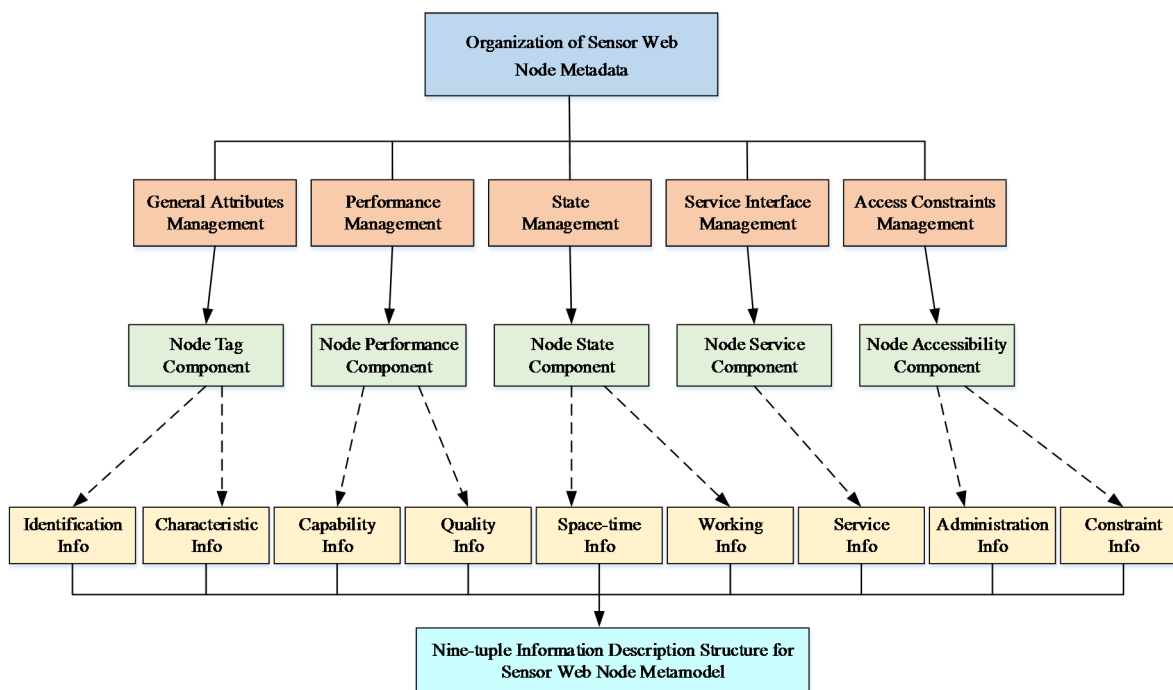 Organization of Sensor Web
Node Metadata
General Attributes
Management
Performance
Management
State
Management
Service Interface
Management
Access Constraints
Management
Node Tag
Component
Node Performance
Component
Node State
Component
Node Service
Component
Node Accessibility
Component
Identification
Info
Characteristic
Info
Capability
Info
Quality
Info
Space-time
Info
Working
Info
Service
Info
Administration
Info
Constraint
Info
Nine-tuple Information Description Structure for
Sensor Web Node Metamodel